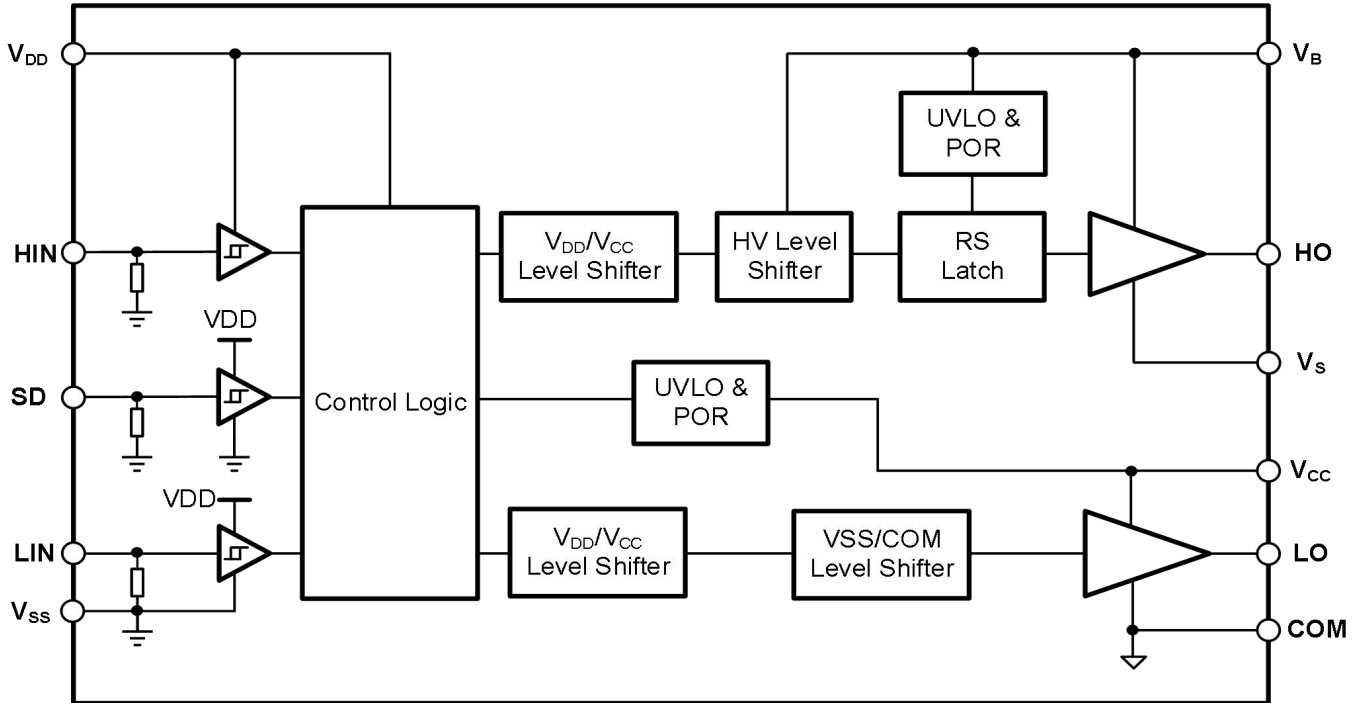 VDD
VB
UVLO &
POR
HIN
VDD/VCC
Level Shifter
HV Level
Shifter
RS
Latch
HO
VDD
VS
SD
Control Logic
UVLO &
POR
VCC
VDD
LIN
VDD/VCC
Level Shifter
VSS/COM
Level Shifter
LO
VSS
COM